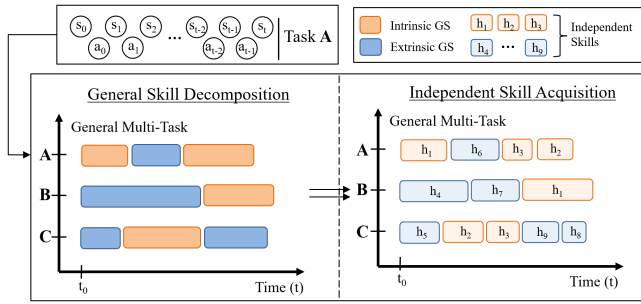 s0 s1 s2 ... st-2 st-1 st
a0 a1 at-2 at-1
Task A
Intrinsic GS
Extrinsic GS
h1 h2 h3
h4 ... h9
Independent
Skills
General Skill Decomposition
General Multi-Task
A
B
C
t0
Time (t)
Independent Skill Acquisition
General Multi-Task
A h1 h6 h3 h2
B h4 h7 h1
C h5 h2 h3 h9 h8
t0
Time (t)